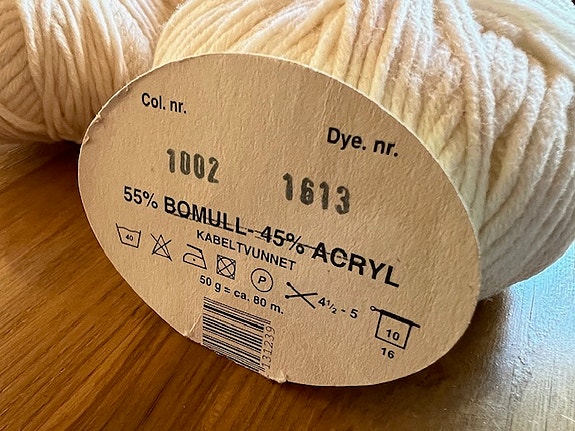 Col. nr.
Dye. nr.
1002
1613
55% BOMULL- 45% ACRYL
KABELTVUNNET
40
P
4½ - 5
10
16
50 g = ca. 80 m.
131239